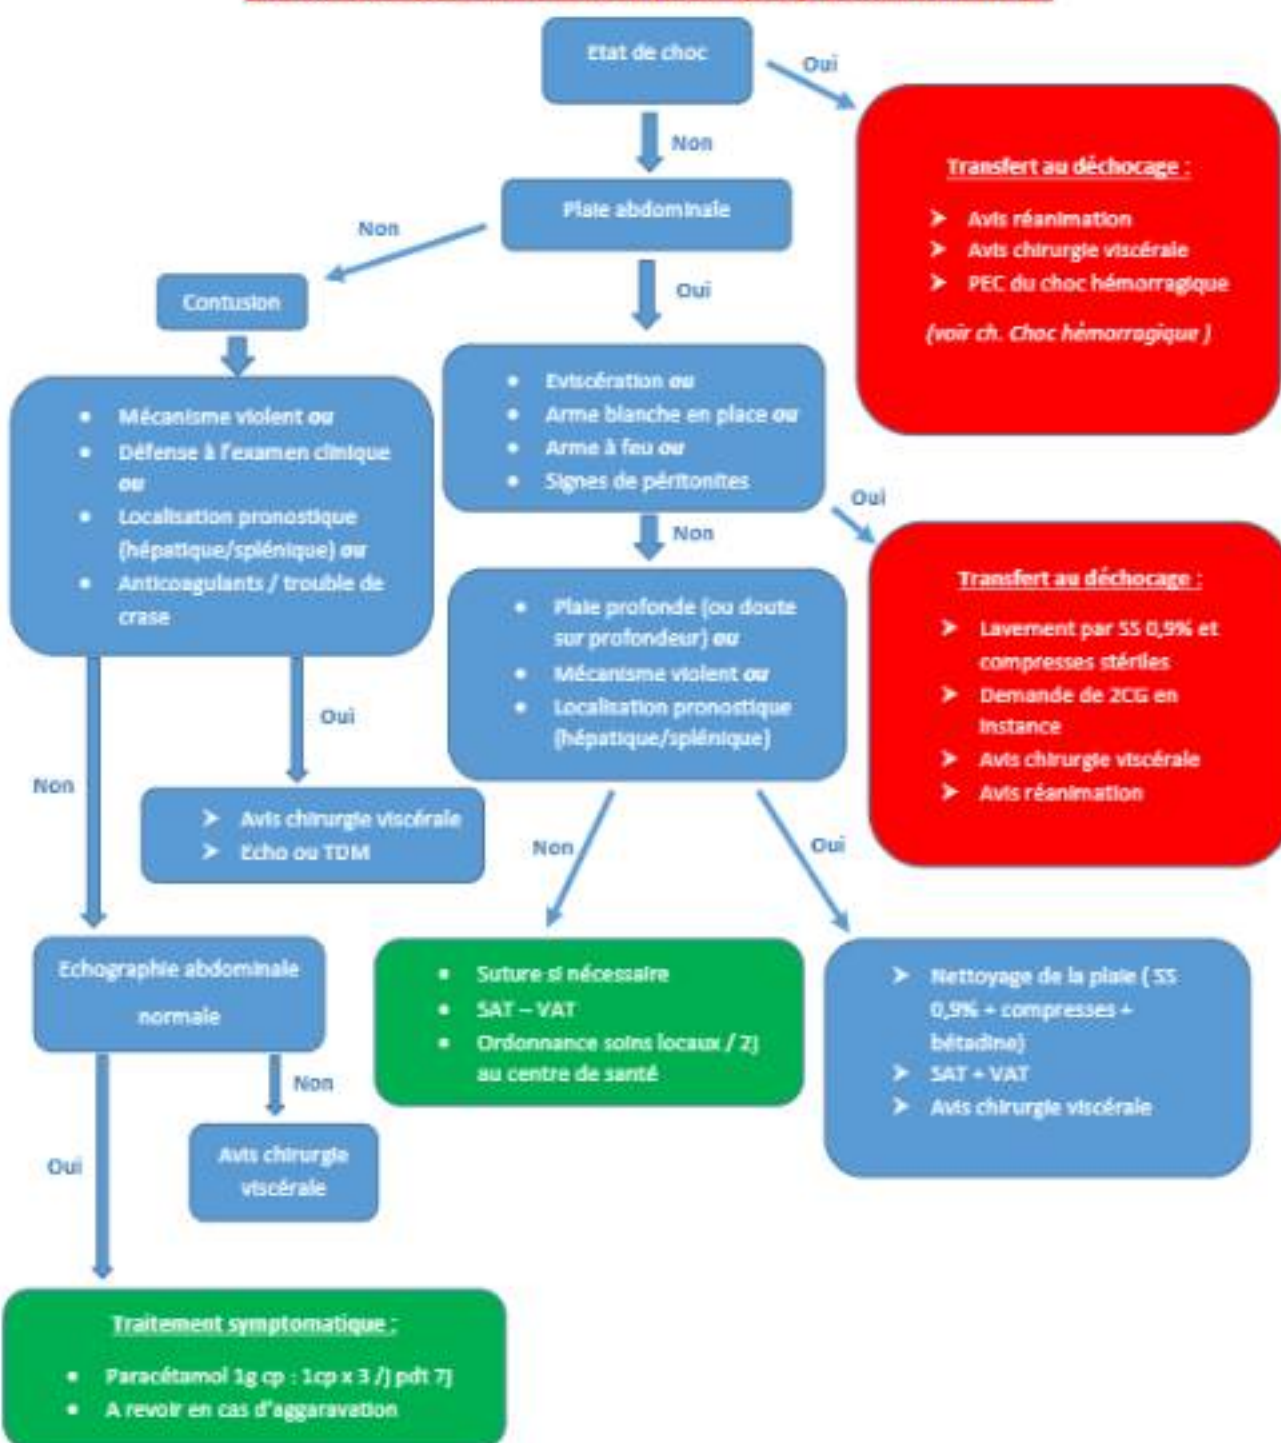 Etat de choc
Oui
Non
Transfert au déchocage :
➤ Avis réanimation
➤ Avis chirurgie viscérale
➤ PEC du choc hémorragique
(voir ch. Choc hémorragique )
Plaie abdominale
Non
Oui
Contusion
• Mécanisme violent ou
• Défense à l'examen clinique
ou
• Localisation pronostique
(hépatique/splénique) ou
• Anticoagulants / trouble de
crase
• Eviscération ou
• Arme blanche en place ou
• Arme à feu ou
• Signes de péritonites
Oui
Non
Transfert au déchocage :
➤ Lavement par SS 0,9% et
compresses stériles
➤ Demande de 2CG en
instance
➤ Avis chirurgie viscérale
➤ Avis réanimation
• Plaie profonde (ou doute
sur profondeur) ou
• Mécanisme violent ou
• Localisation pronostique
(hépatique/splénique)
Oui
Non
➤ Avis chirurgie viscérale
➤ Echo ou TDM
Non
Oui
Echographie abdominale
normale
• Suture si nécessaire
• SAT – VAT
• Ordonnance soins locaux / 2j
au centre de santé
➤ Nettoyage de la plaie ( SS
0,9% + compresses +
bétadine)
➤ SAT + VAT
➤ Avis chirurgie viscérale
Non
Oui
Avis chirurgie
viscérale
Traitement symptomatique :
• Paracétamol 1g cp : 1cp x 3 /j pdt 7j
• A revoir en cas d'aggaravation